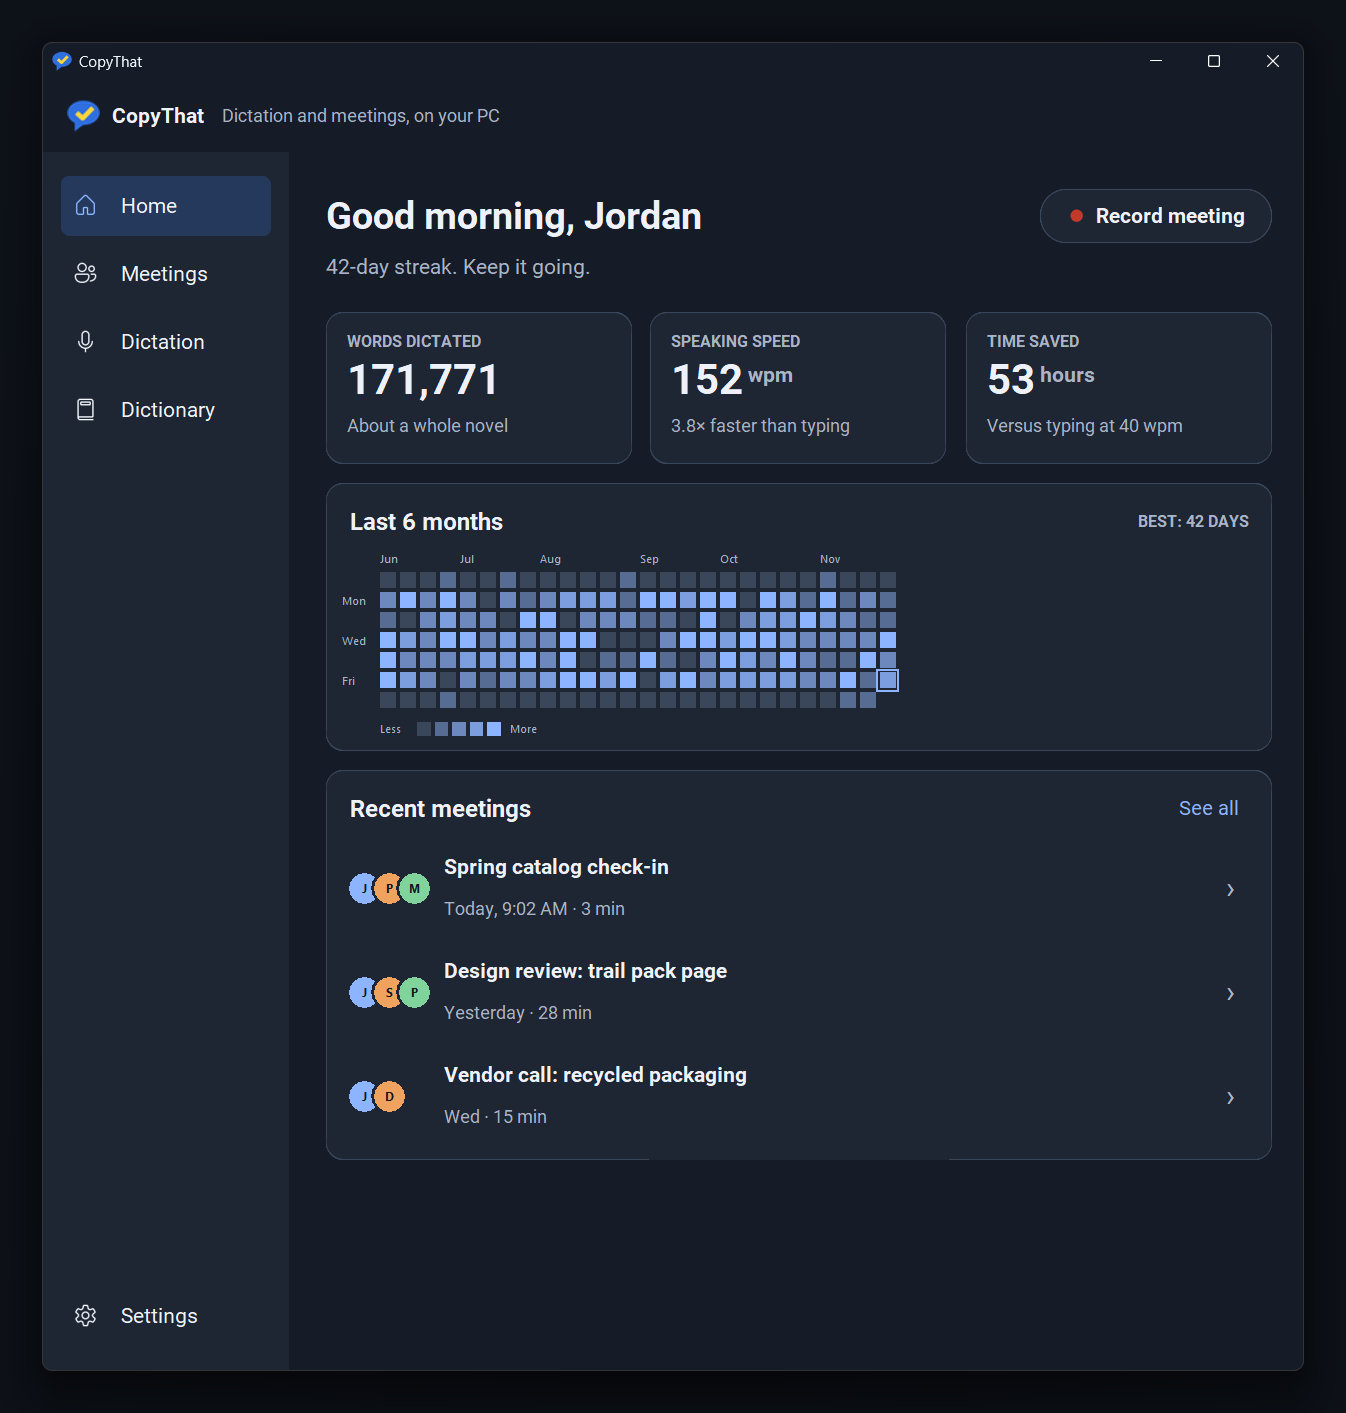 CopyThat
CopyThat Dictation and meetings, on your PC
Home
Meetings
Dictation
Dictionary
Settings
Good morning, Jordan
Record meeting
42-day streak. Keep it going.
WORDS DICTATED
171,771
About a whole novel
SPEAKING SPEED
152 wpm
3.8× faster than typing
TIME SAVED
53 hours
Versus typing at 40 wpm
Last 6 months
BEST: 42 DAYS
Jun Jul Aug Sep Oct Nov
Mon
Wed
Fri
Less More
Recent meetings
See all
J P M
Spring catalog check-in
Today, 9:02 AM · 3 min
J S P
Design review: trail pack page
Yesterday · 28 min
J D
Vendor call: recycled packaging
Wed · 15 min